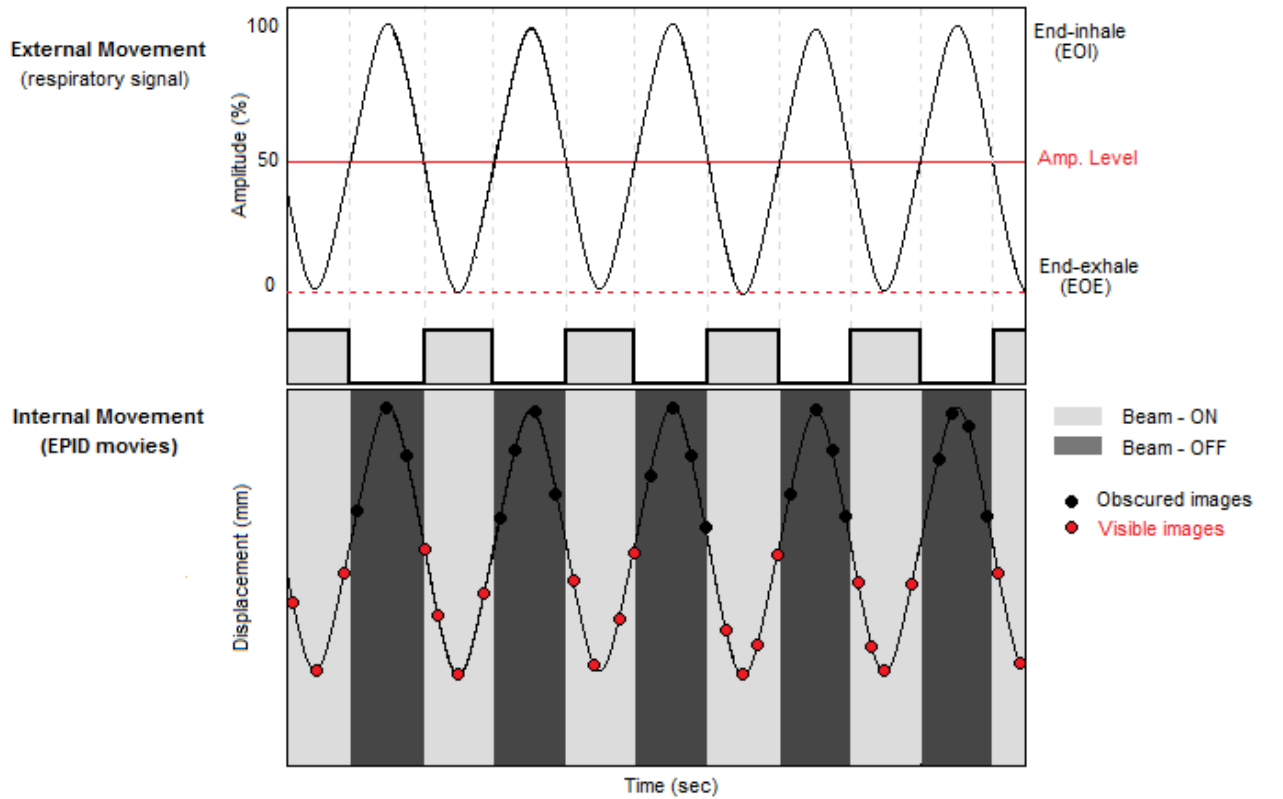 External Movement
(respiratory signal)
Amplitude (%)
100
50
0
End-inhale
(EOI)
Amp. Level
End-exhale
(EOE)
Internal Movement
(EPID movies)
Displacement (mm)
Beam - ON
Beam - OFF
Obscured images
Visible images
Time (sec)